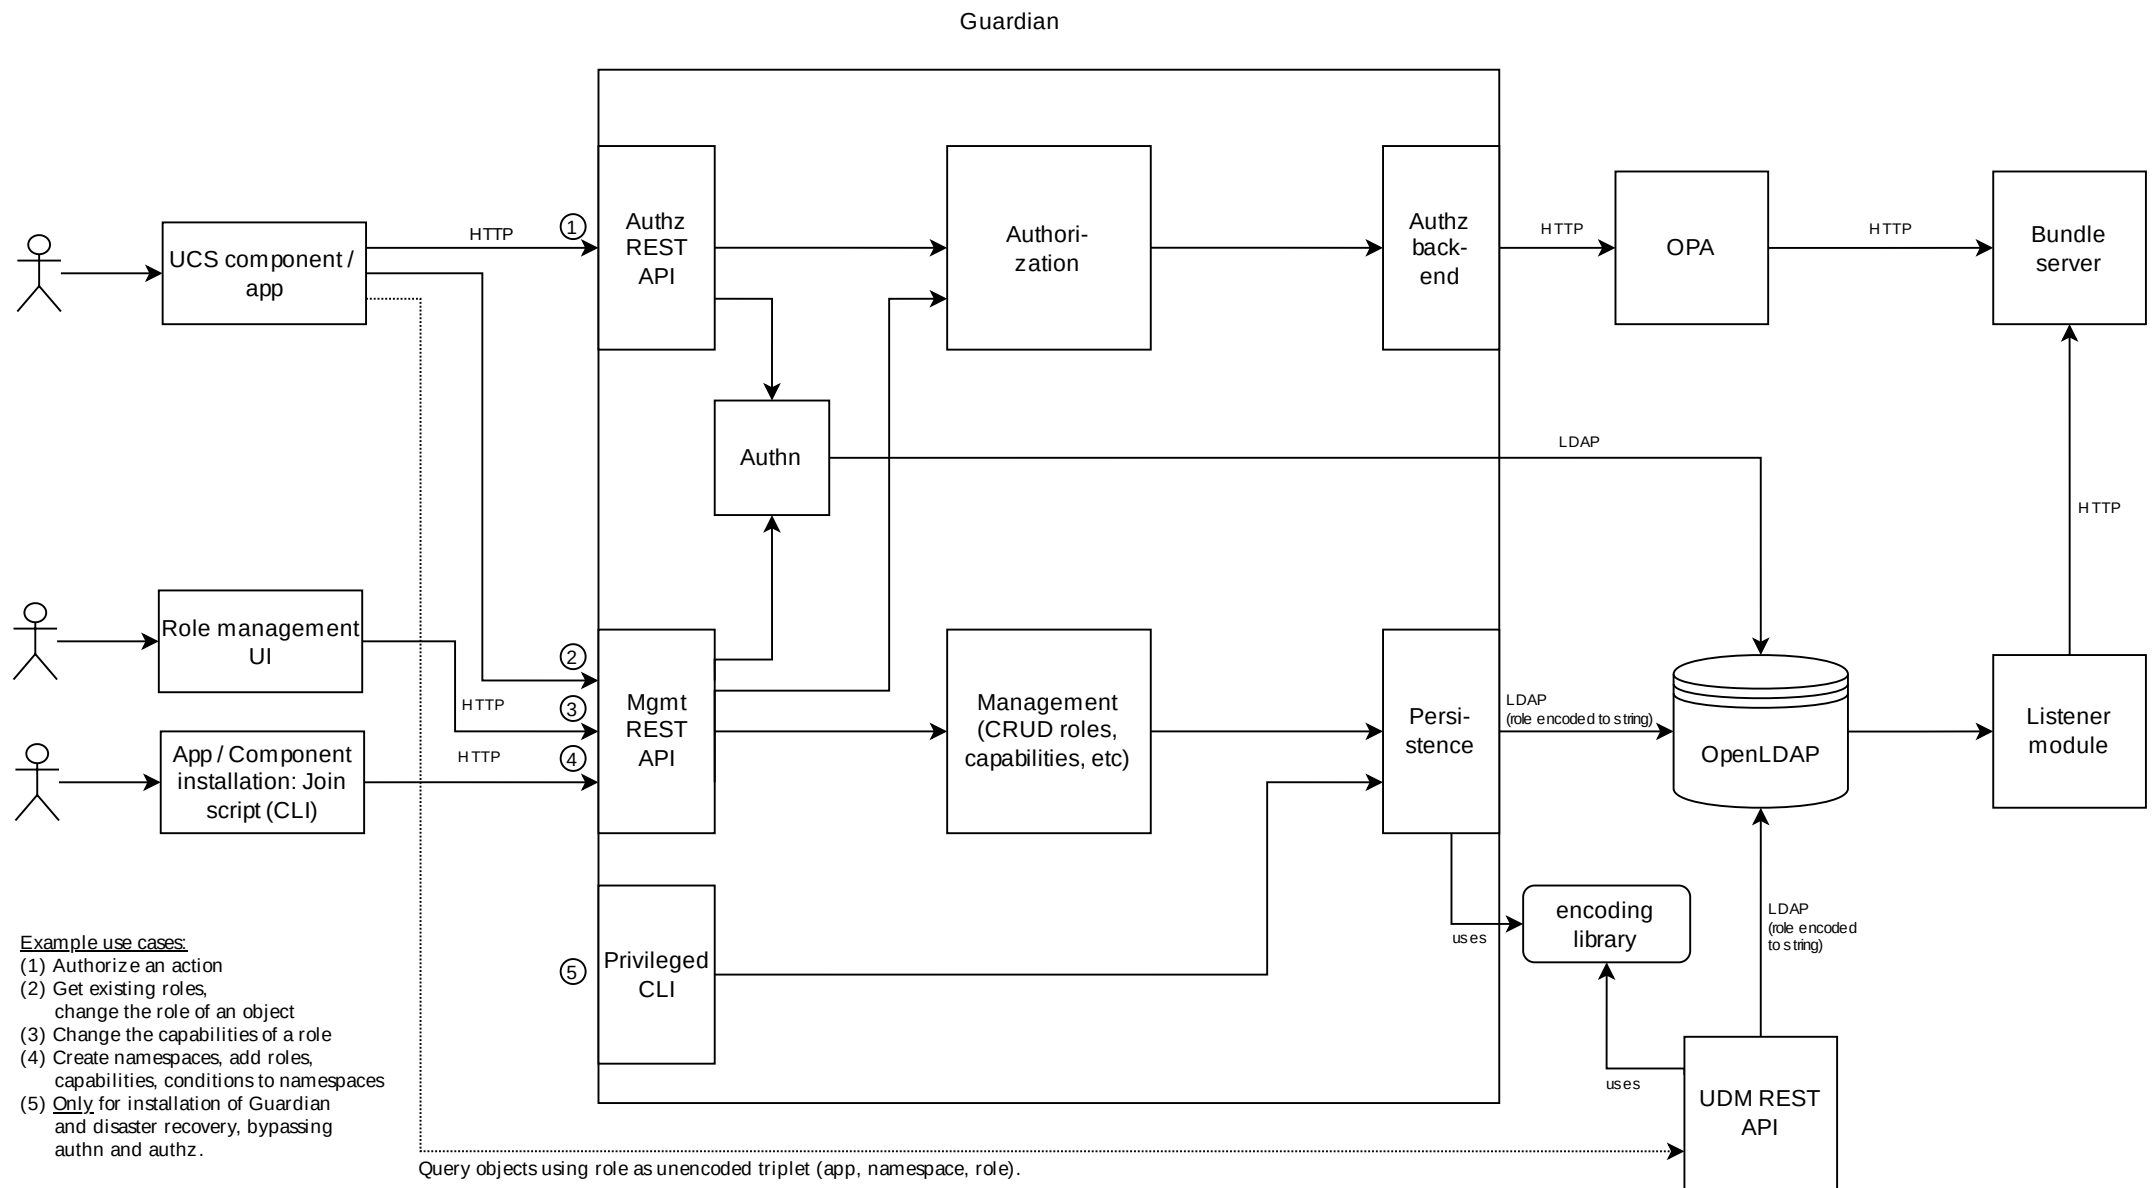 Guardian
Authz
REST
API
Authori-
zation
Authz
back-
end
HTTP
OPA
HTTP
Bundle
server
UCS component /
app
HTTP
1
Authn
LDAP
HTTP
Role management
UI
2
HTTP
3
Mgmt
REST
API
Management
(CRUD roles,
capabilities, etc)
Persi-
stence
LDAP
(role encoded to string)
OpenLDAP
Listener
module
App / Component
installation: Join
script (CLI)
HTTP
4
Privileged
CLI
5
uses
encoding
library
LDAP
(role encoded
to string)
uses
UDM REST
API
Example use cases:
(1) Authorize an action
(2) Get existing roles,
change the role of an object
(3) Change the capabilities of a role
(4) Create namespaces, add roles,
capabilities, conditions to namespaces
(5) Only for installation of Guardian
and disaster recovery, bypassing
authn and authz.
Query objects using role as unencoded triplet (app, namespace, role).